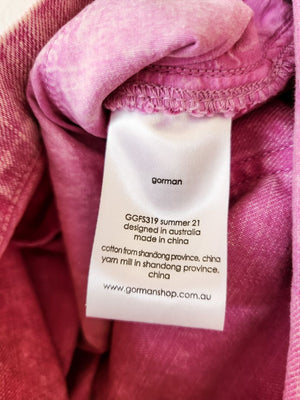 gorman
GGFS319 summer 21
designed in australia
made in china
cotton from shandong province, china
yarn mill in shandong province,
china
www.gormanshop.com.au